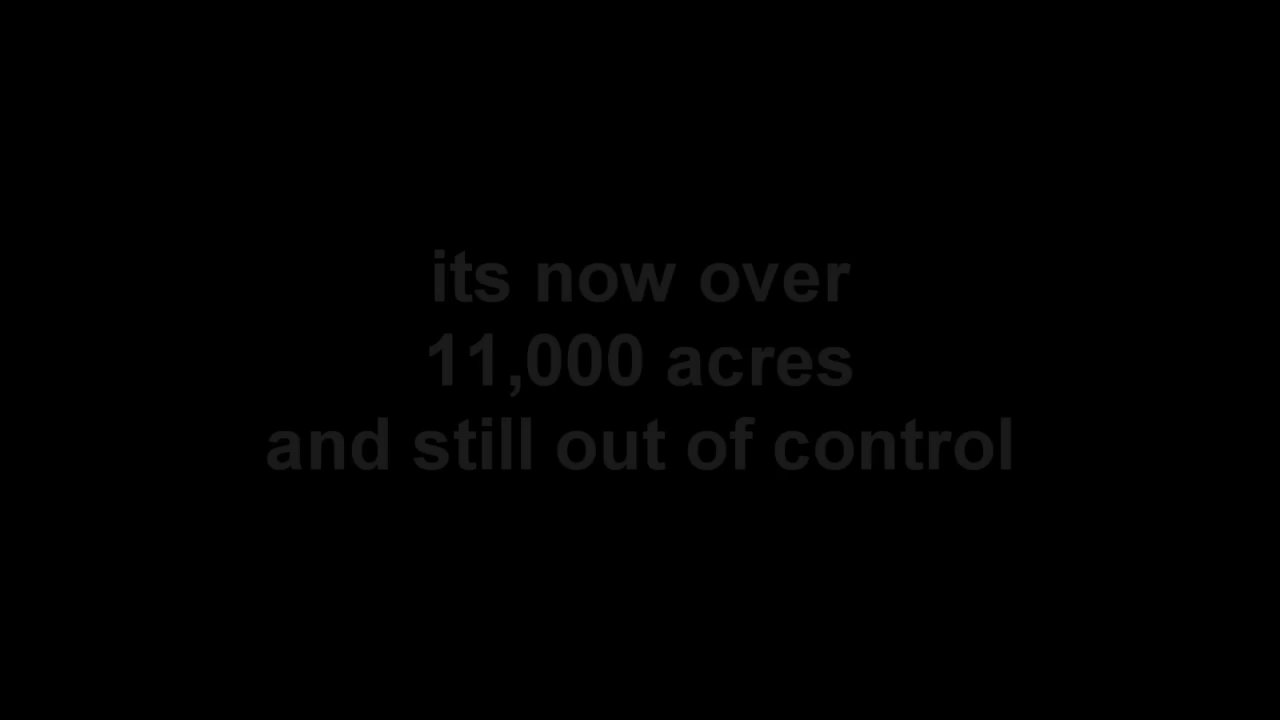 its now over
11,000 acres
and still out of control